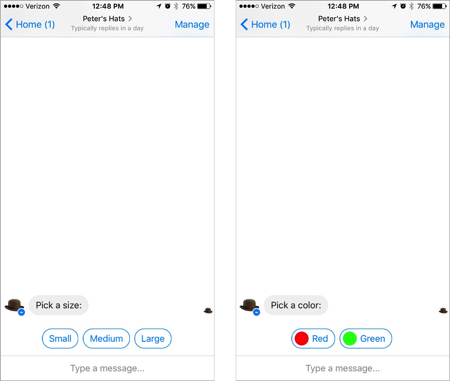 Verizon 12:48 PM 76%
Home (1) Peter's Hats Manage
Typically replies in a day
Pick a size:
Small Medium Large
Type a message...
Verizon 12:48 PM 76%
Home (1) Peter's Hats Manage
Typically replies in a day
Pick a color:
Red Green
Type a message...